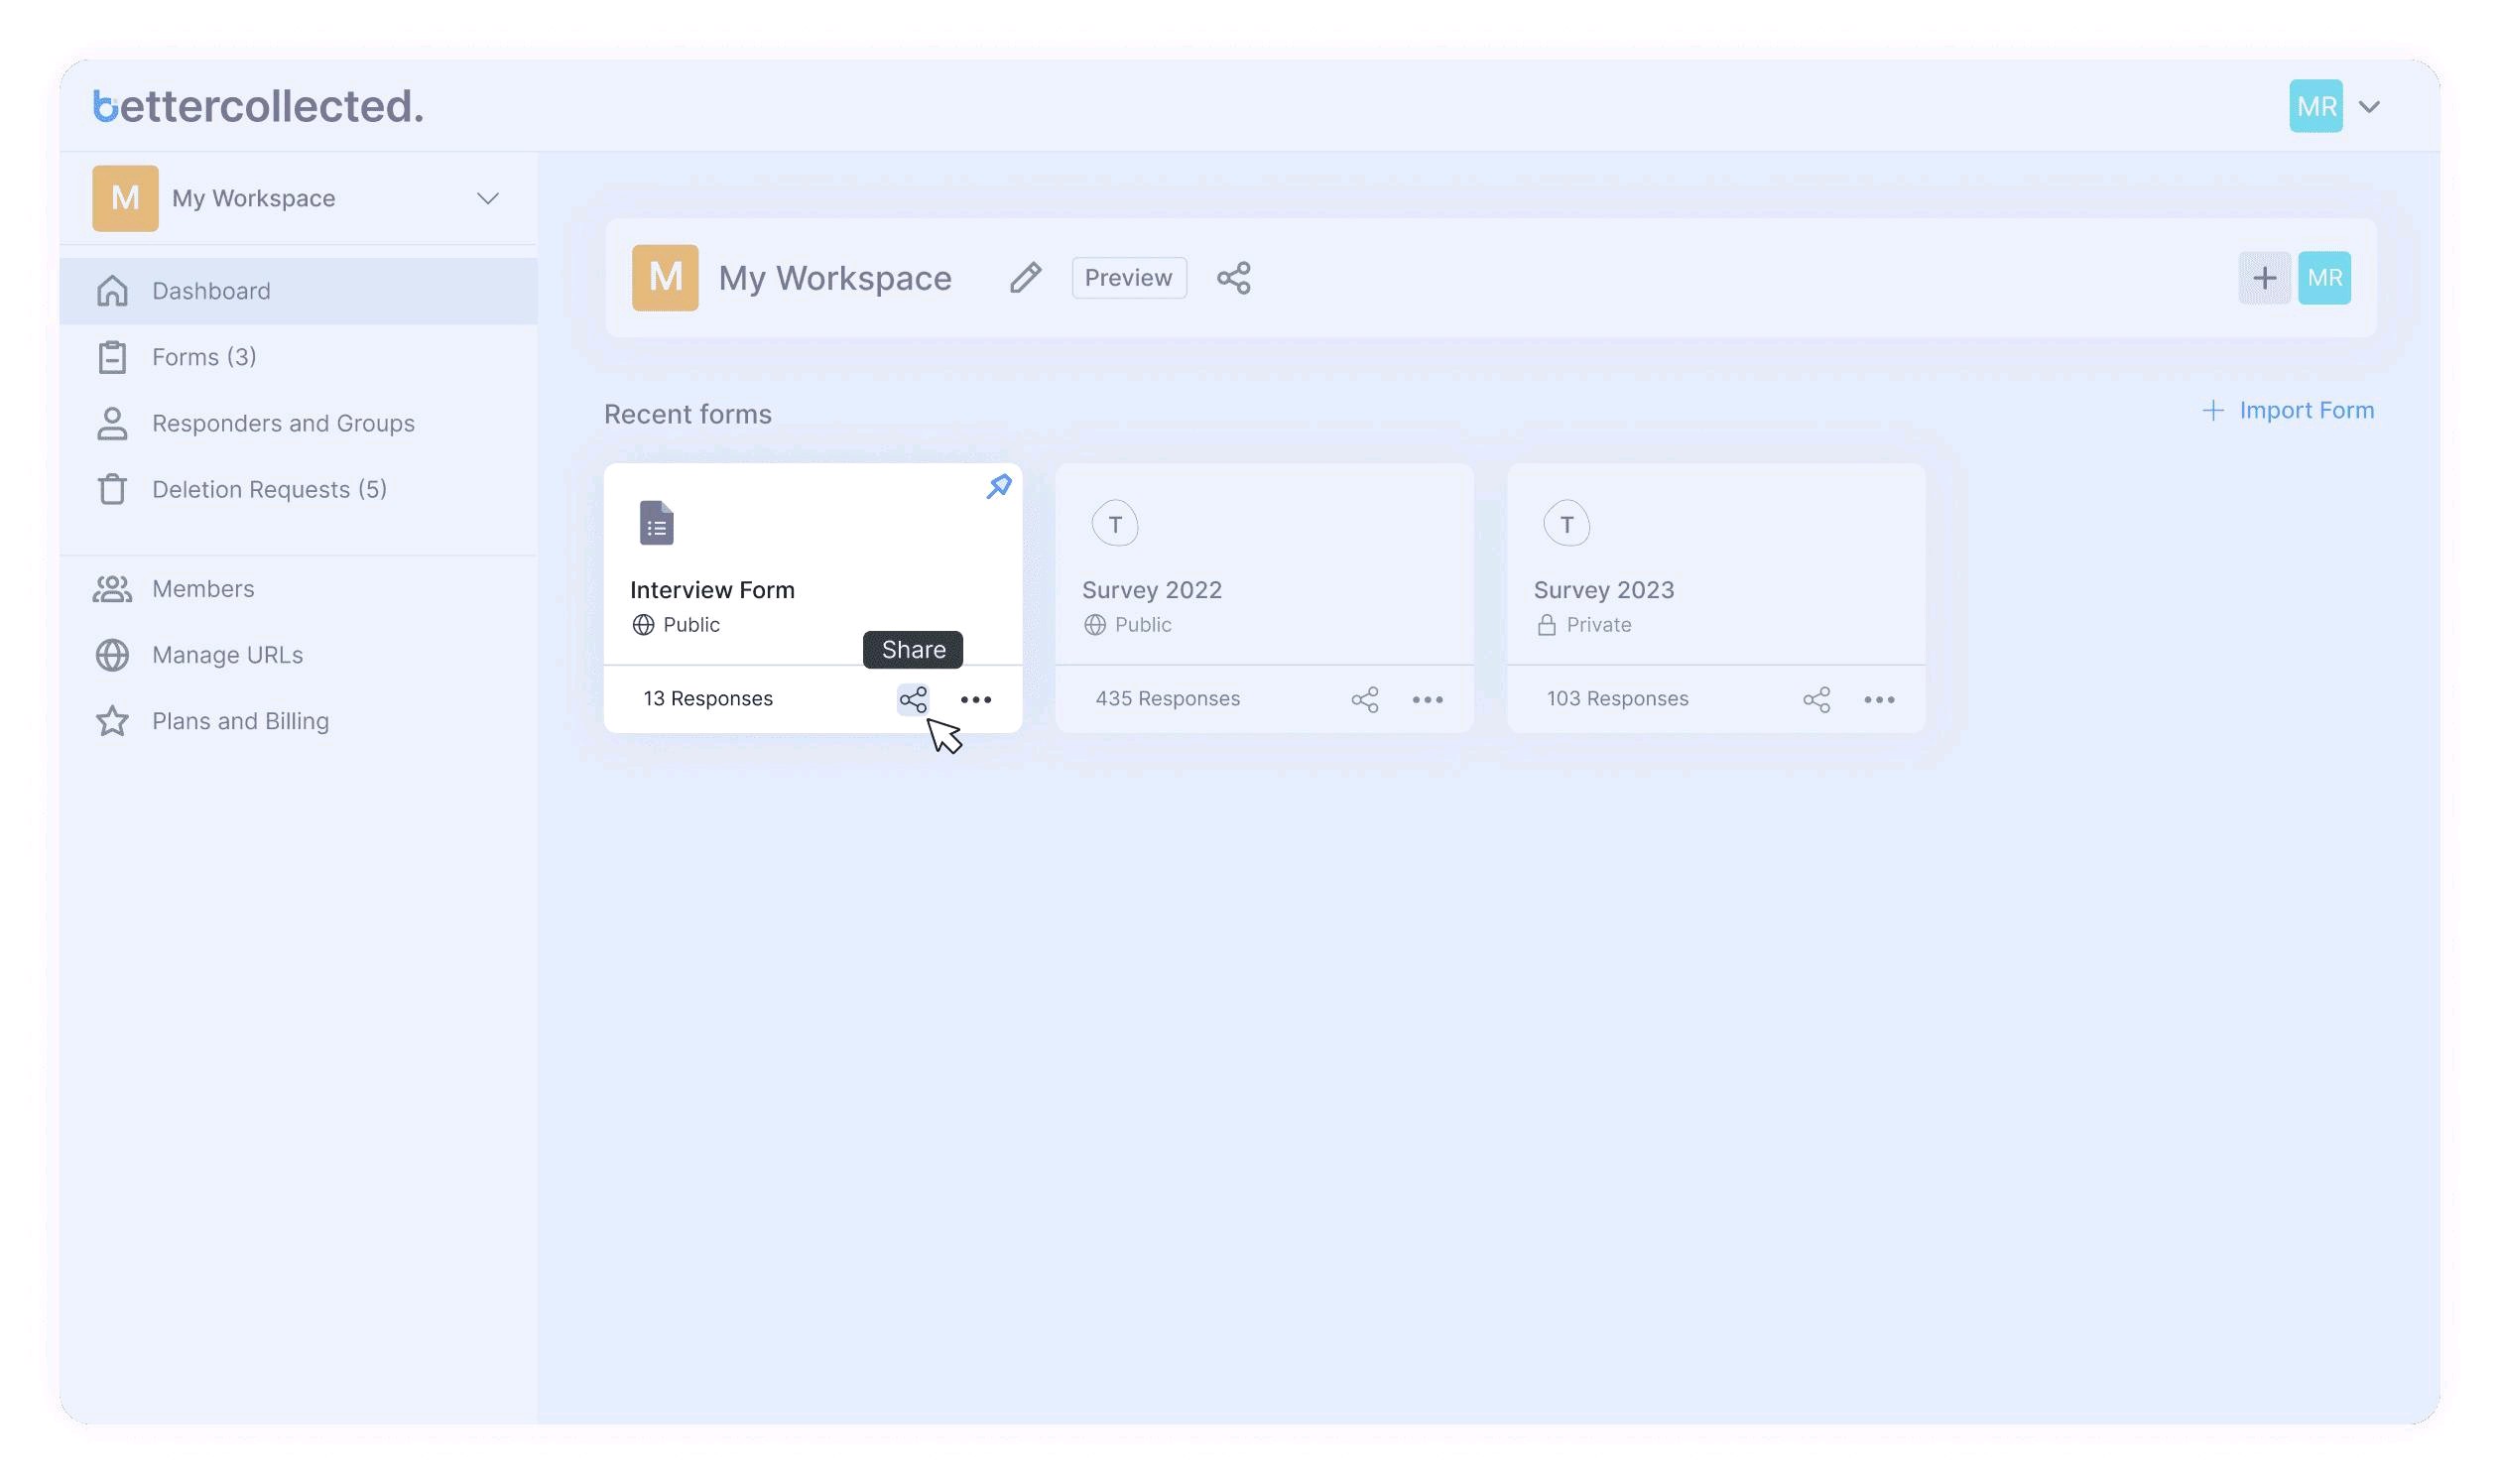 bettercollected.
MR
M My Workspace
Dashboard
Forms (3)
Responders and Groups
Deletion Requests (5)
Members
Manage URLs
Plans and Billing
M My Workspace Preview + MR
Recent forms
+ Import Form
Interview Form
Public
Share
13 Responses
T
Survey 2022
Public
435 Responses
T
Survey 2023
Private
103 Responses